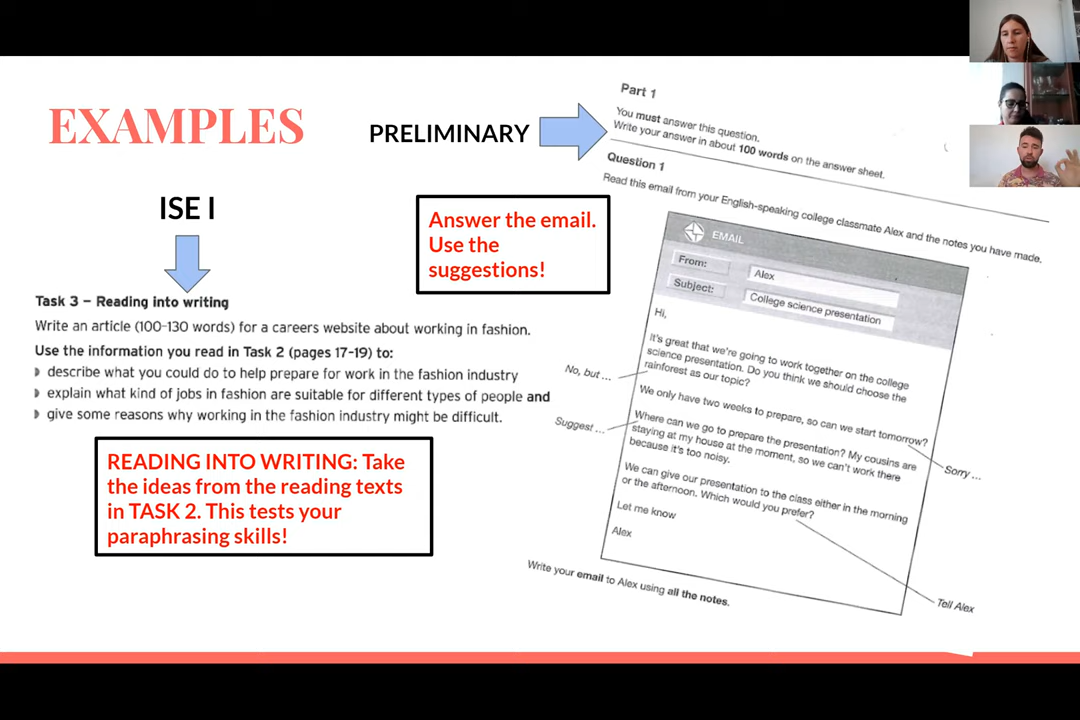 EXAMPLES
PRELIMINARY
ISE I
Task 3 – Reading into writing
Write an article (100-130 words) for a careers website about working in fashion.
Use the information you read in Task 2 (pages 17-19) to:
describe what you could do to help prepare for work in the fashion industry
explain what kind of jobs in fashion are suitable for different types of people and
give some reasons why working in the fashion industry might be difficult.
READING INTO WRITING: Take
the ideas from the reading texts
in TASK 2. This tests your
paraphrasing skills!
Answer the email.
Use the
suggestions!
Part 1
You must answer this question.
Write your answer in about 100 words on the answer sheet.
Question 1
Read this email from your English-speaking college classmate Alex and the notes you have made.
EMAIL
From:
Alex
Subject:
College science presentation
Hi,
It's great that we're going to work together on the college
science presentation. Do you think we should choose the
rainforest as our topic?
No, but ...
We only have two weeks to prepare, so can we start tomorrow?
Sorry ...
Where can we go to prepare the presentation? My cousins are
staying at my house at the moment, so we can't work there
because it's too noisy.
Suggest ...
We can give our presentation to the class either in the morning
or the afternoon. Which would you prefer?
Tell Alex
Let me know
Alex
Write your email to Alex using all the notes.